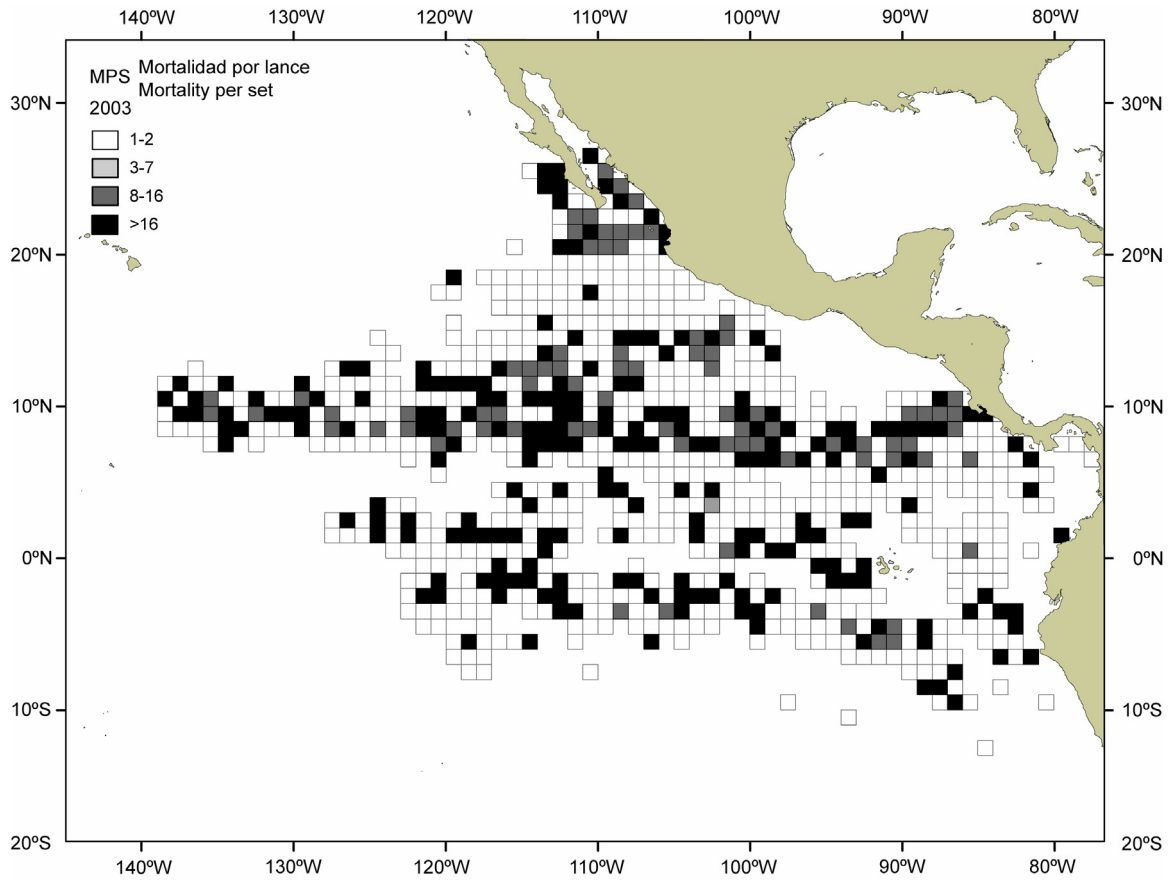 140ºW 130ºW 120ºW 110ºW 100ºW 90ºW 80ºW
MPS Mortalidad por lance
Mortality per set
2003
1-2
3-7
8-16
>16
30ºN 30ºN
20ºN 20ºN
10ºN 10ºN
0ºN 0ºN
10ºS 10ºS
20ºS 20ºS
140ºW 130ºW 120ºW 110ºW 100ºW 90ºW 80ºW